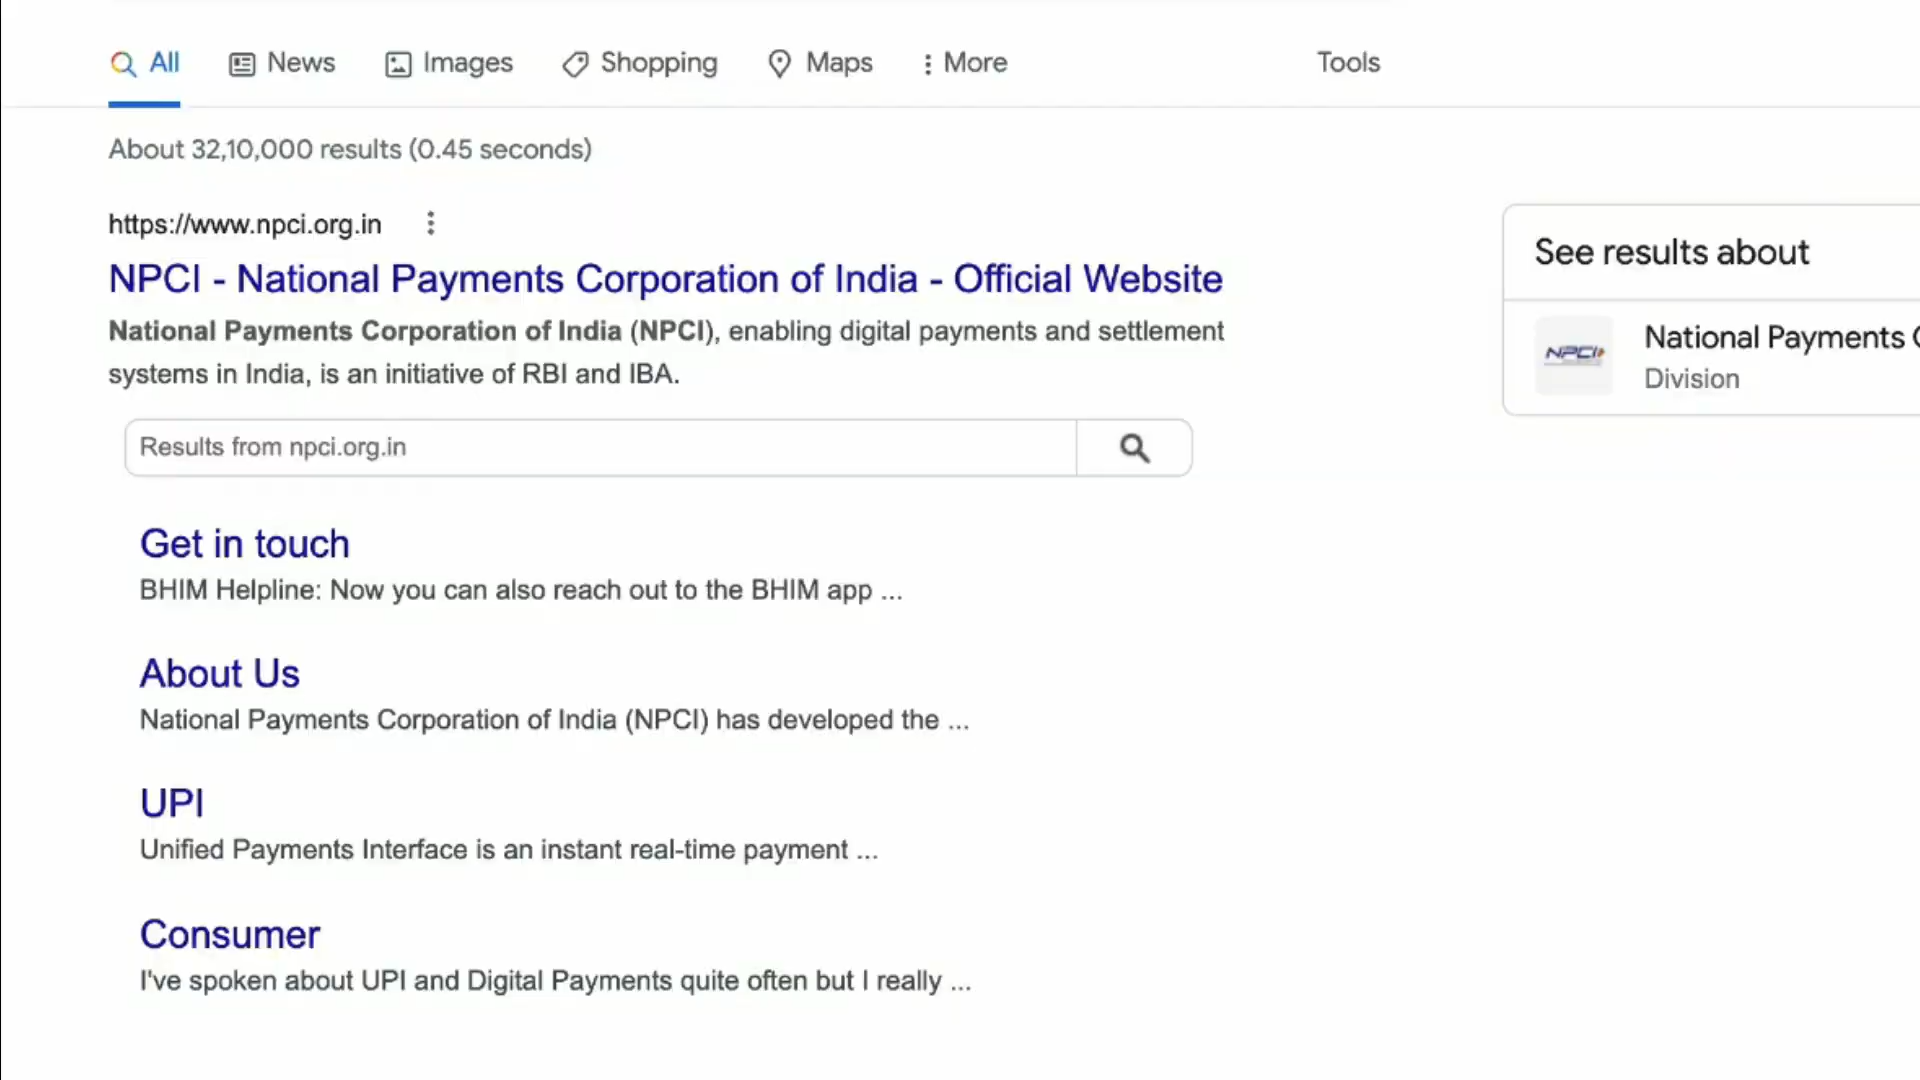 All News Images Shopping Maps More Tools
About 32,10,000 results (0.45 seconds)
https://www.npci.org.in
NPCI - National Payments Corporation of India - Official Website
National Payments Corporation of India (NPCI), enabling digital payments and settlement
systems in India, is an initiative of RBI and IBA.
Results from npci.org.in
Get in touch
BHIM Helpline: Now you can also reach out to the BHIM app ...
About Us
National Payments Corporation of India (NPCI) has developed the ...
UPI
Unified Payments Interface is an instant real-time payment ...
Consumer
I've spoken about UPI and Digital Payments quite often but I really ...
See results about
NPCI
National Payments
Division